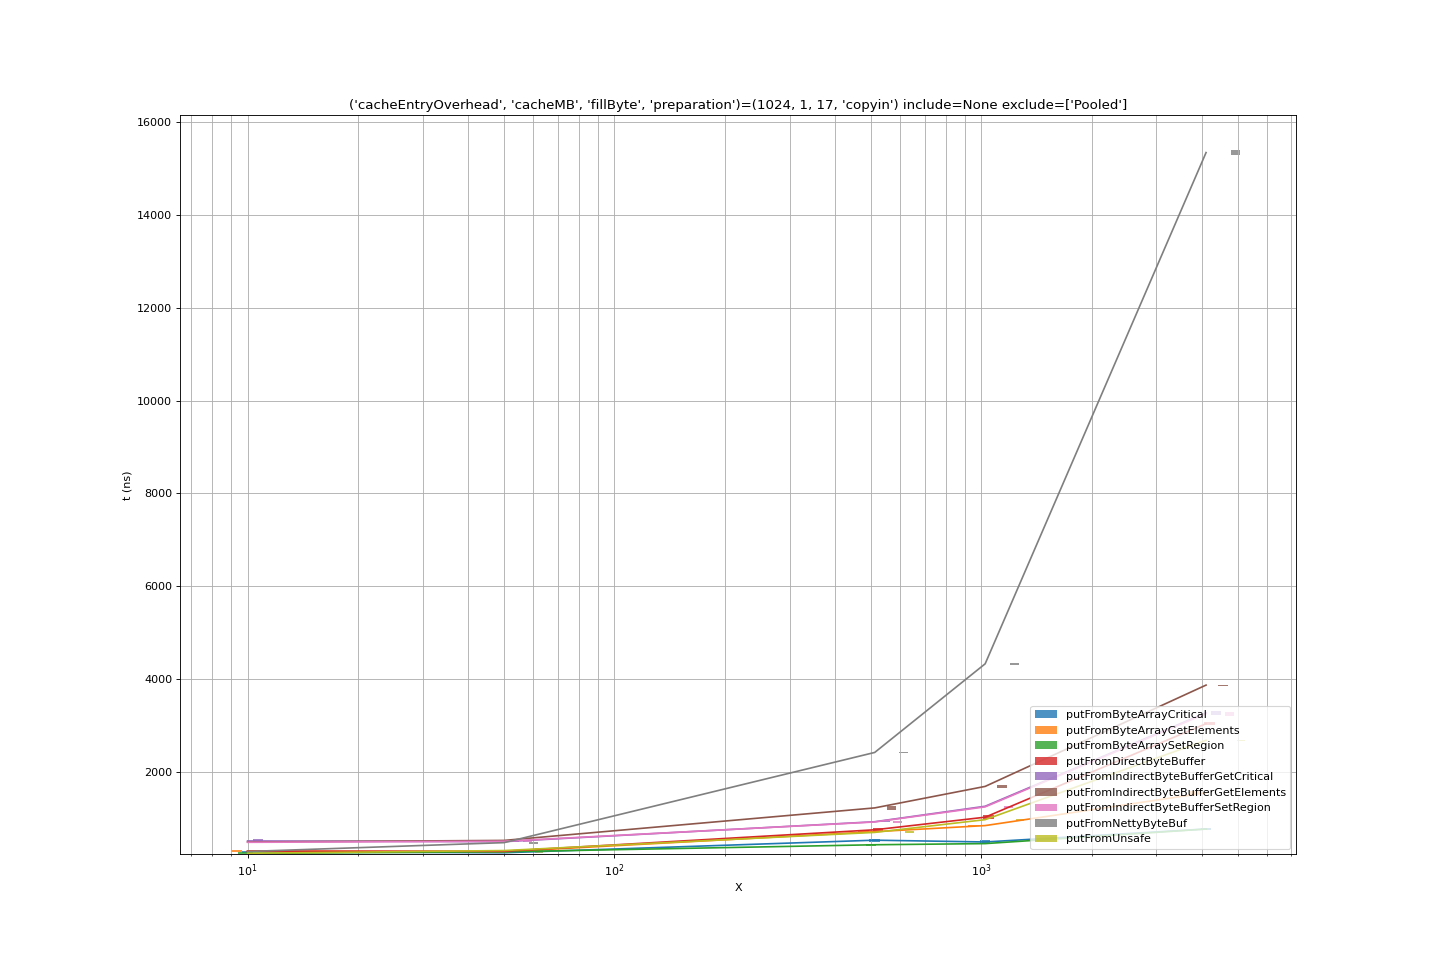 ('cacheEntryOverhead', 'cacheMB', 'fillByte', 'preparation')=(1024, 1, 17, 'copyin') include=None exclude=['Pooled']
16000
14000
12000
10000
8000
6000
4000
2000
t (ns)
10^1
10^2
10^3
X
putFromByteArrayCritical
putFromByteArrayGetElements
putFromByteArraySetRegion
putFromDirectByteBuffer
putFromIndirectByteBufferGetCritical
putFromIndirectByteBufferGetElements
putFromIndirectByteBufferSetRegion
putFromNettyByteBuf
putFromUnsafe